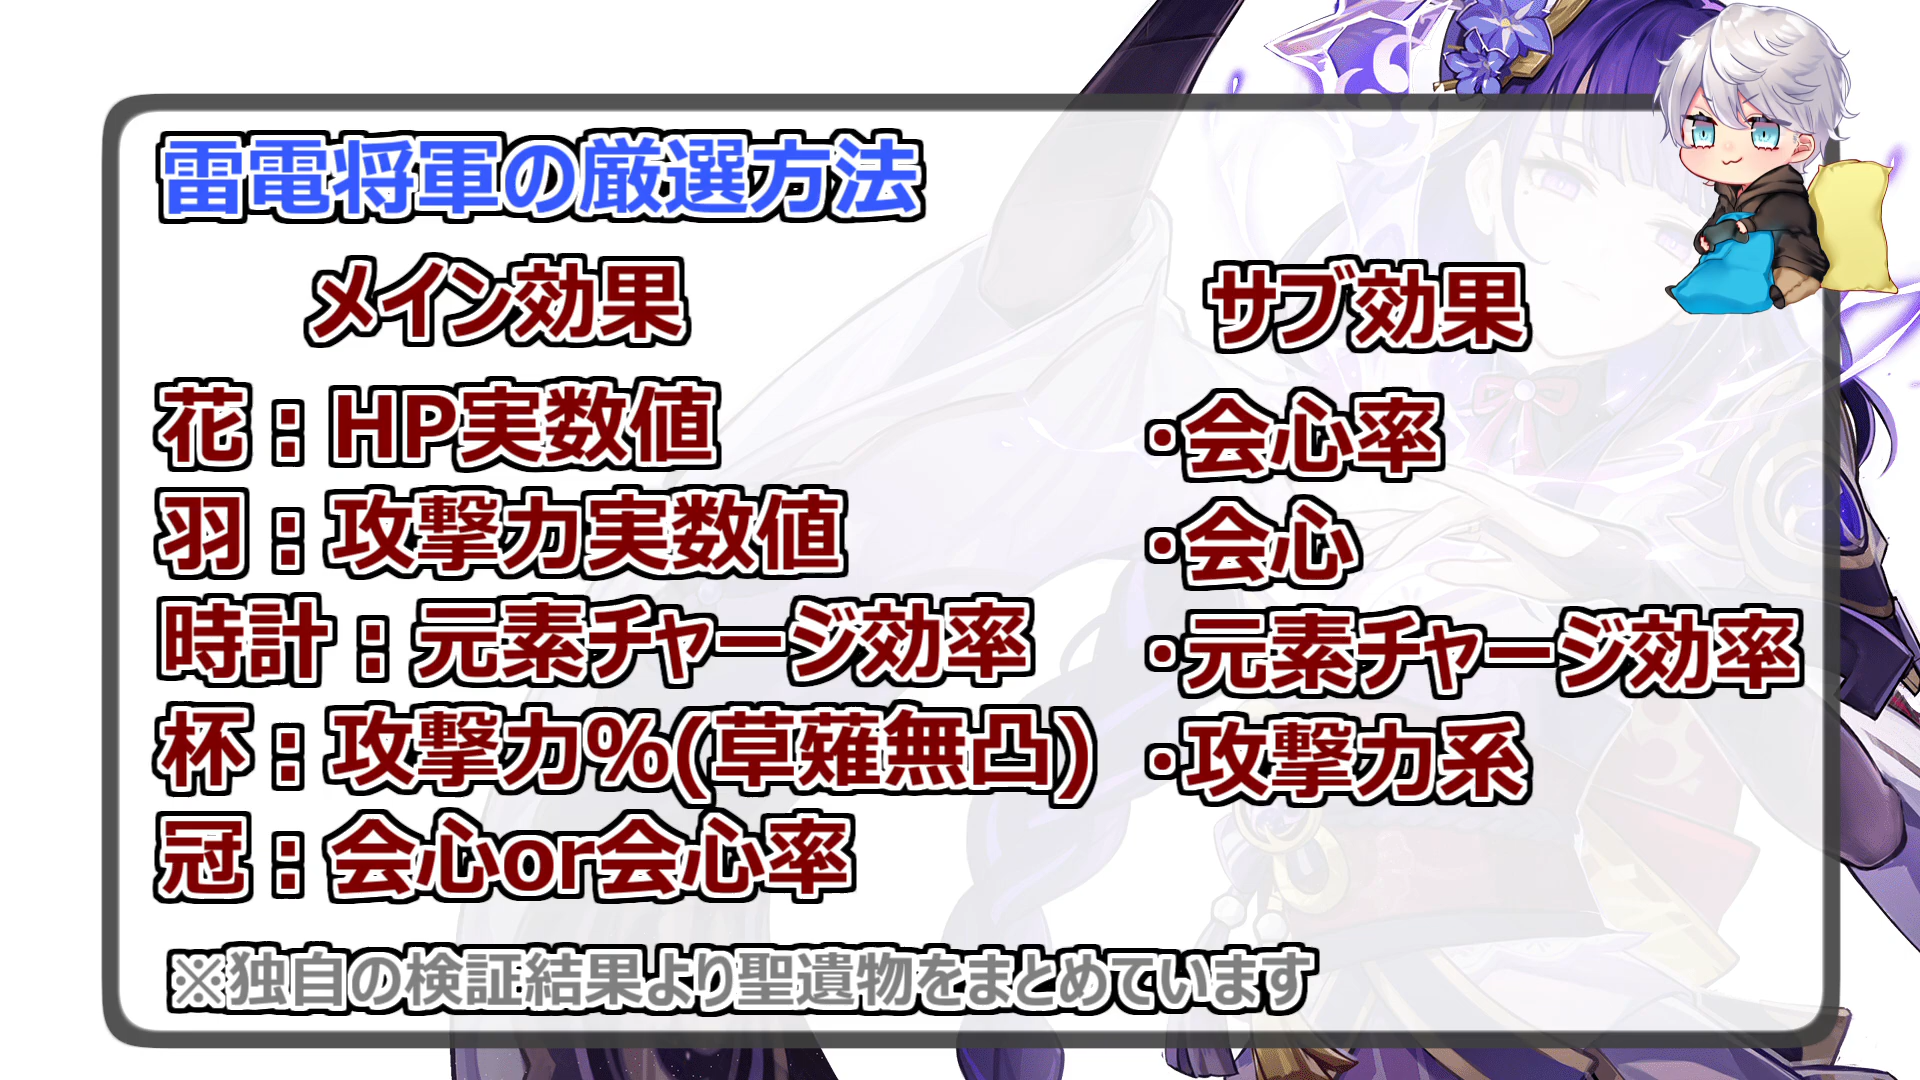 雷電将軍の厳選方法
メイン効果
花：HP実数値
羽：攻撃力実数値
時計：元素チャージ効率
杯：攻撃力%(草薙無凸)
冠：会心or会心率
サブ効果
・会心率
・会心
・元素チャージ効率
・攻撃力系
※独自の検証結果より聖遺物をまとめています